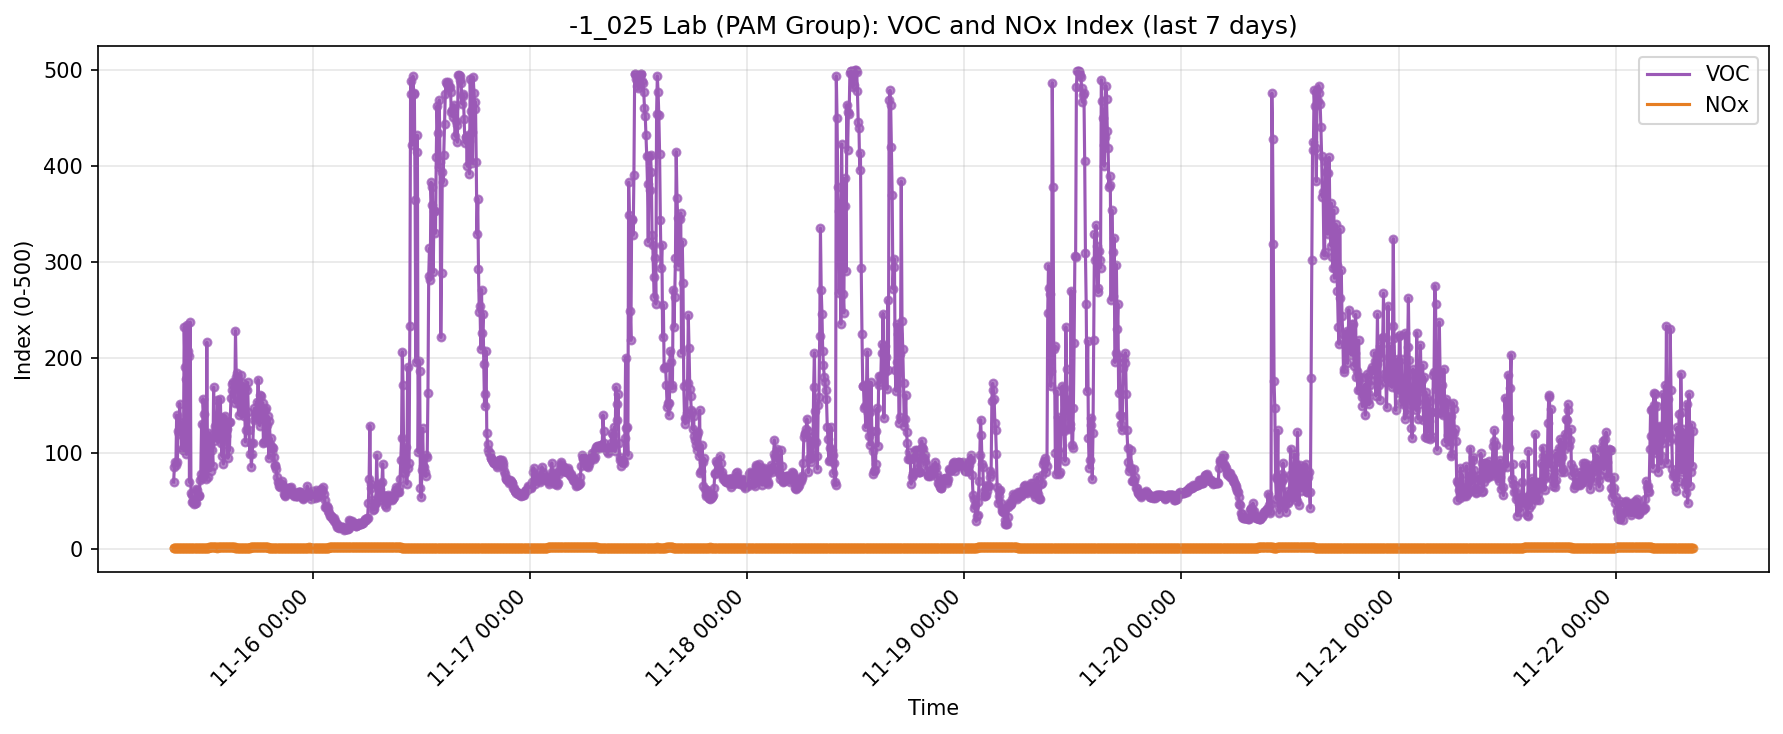 -1_025 Lab (PAM Group): VOC and NOx Index (last 7 days)
VOC
NOx
Index (0-500)
500
400
300
200
100
0
11-16 00:00
11-17 00:00
11-18 00:00
11-19 00:00
11-20 00:00
11-21 00:00
11-22 00:00
Time